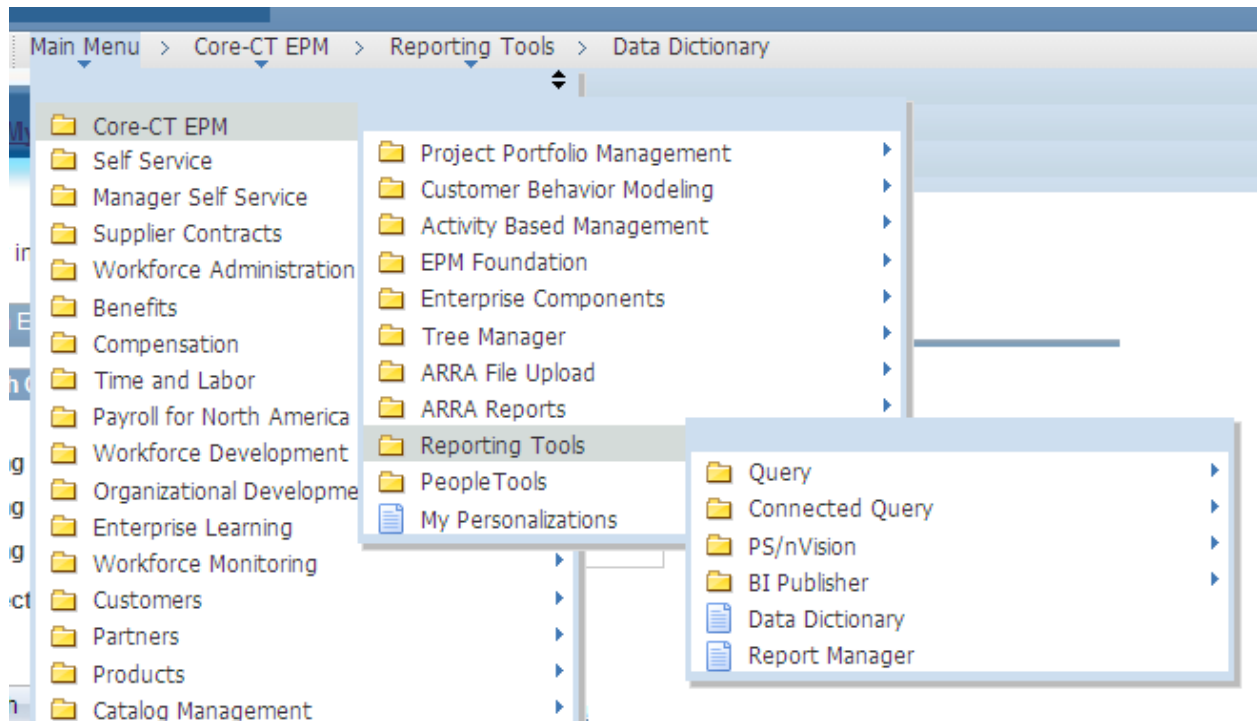 Main Menu > Core-CT EPM > Reporting Tools > Data Dictionary
Core-CT EPM
Self Service
Manager Self Service
Supplier Contracts
Workforce Administration
Benefits
Compensation
Time and Labor
Payroll for North America
Workforce Development
Organizational Developme
Enterprise Learning
Workforce Monitoring
Customers
Partners
Products
Catalog Management
Project Portfolio Management
Customer Behavior Modeling
Activity Based Management
EPM Foundation
Enterprise Components
Tree Manager
ARRA File Upload
ARRA Reports
Reporting Tools
PeopleTools
My Personalizations
Query
Connected Query
PS/nVision
BI Publisher
Data Dictionary
Report Manager